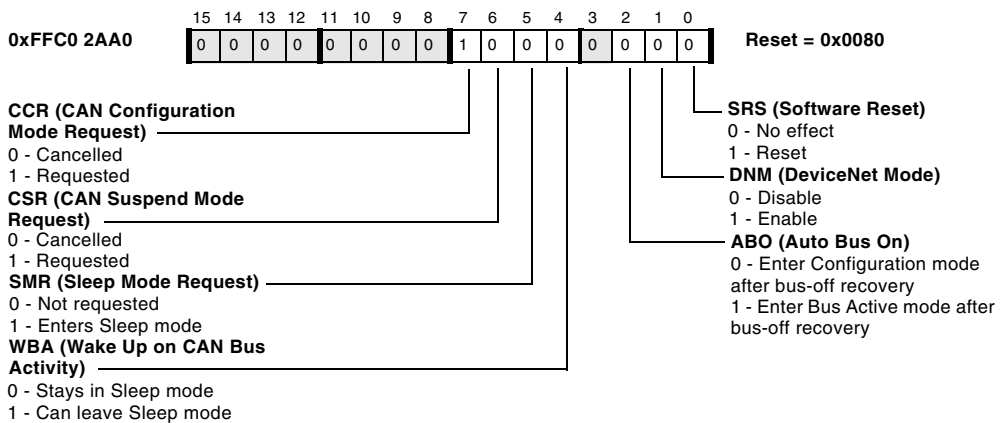 15 14 13 12 11 10 9 8 7 6 5 4 3 2 1 0
0xFFC0 2AA0
0 0 0 0 0 0 0 0 1 0 0 0 0 0 0 0
Reset = 0x0080
CCR (CAN Configuration
Mode Request)
0 - Cancelled
1 - Requested
CSR (CAN Suspend Mode
Request)
0 - Cancelled
1 - Requested
SMR (Sleep Mode Request)
0 - Not requested
1 - Enters Sleep mode
WBA (Wake Up on CAN Bus
Activity)
0 - Stays in Sleep mode
1 - Can leave Sleep mode
SRS (Software Reset)
0 - No effect
1 - Reset
DNM (DeviceNet Mode)
0 - Disable
1 - Enable
ABO (Auto Bus On)
0 - Enter Configuration mode
after bus-off recovery
1 - Enter Bus Active mode after
bus-off recovery